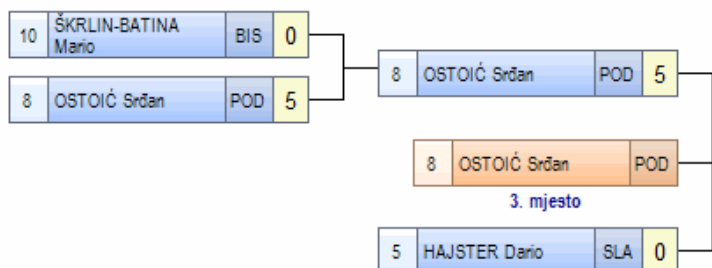 10 ŠKRLIN-BATINA Mario BIS 0
8 OSTOIĆ Srđan POD 5
8 OSTOIĆ Srđan POD 5
8 OSTOIĆ Srđan POD
3. mjesto
5 HAJSTER Dario SLA 0